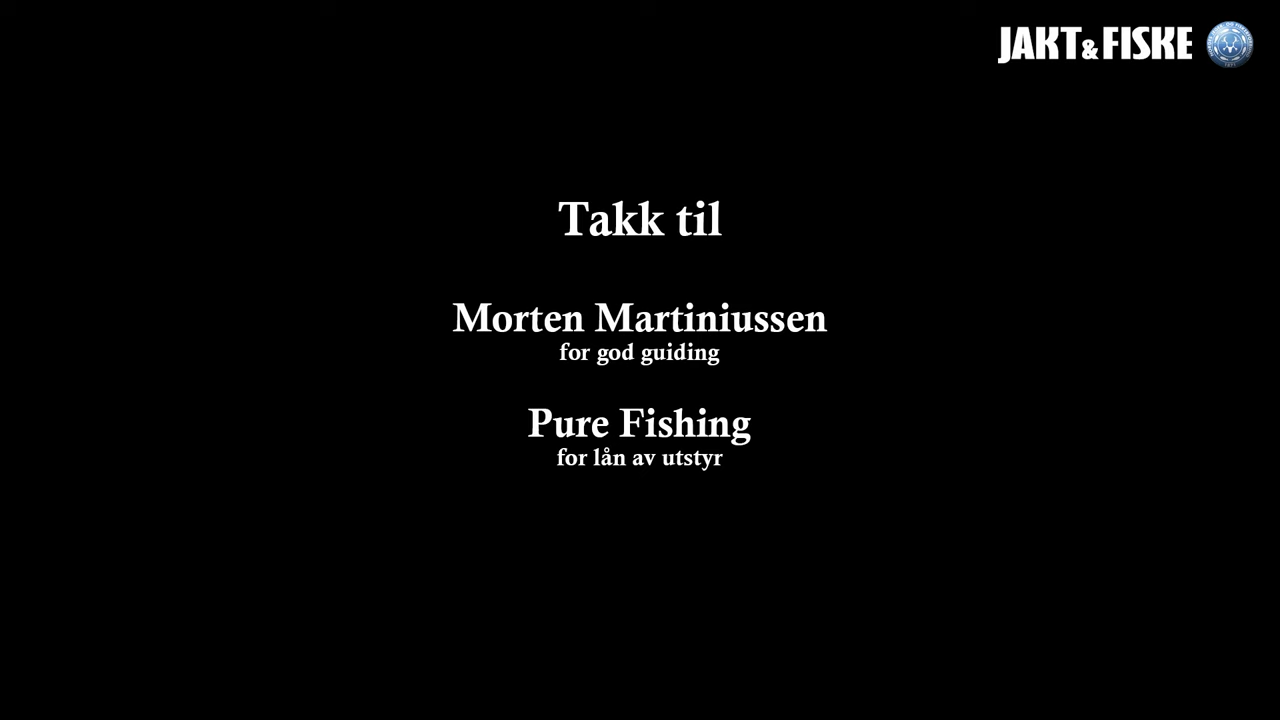 JAKT&FISKE
Takk til
Morten Martiniussen
for god guiding
Pure Fishing
for lån av utstyr